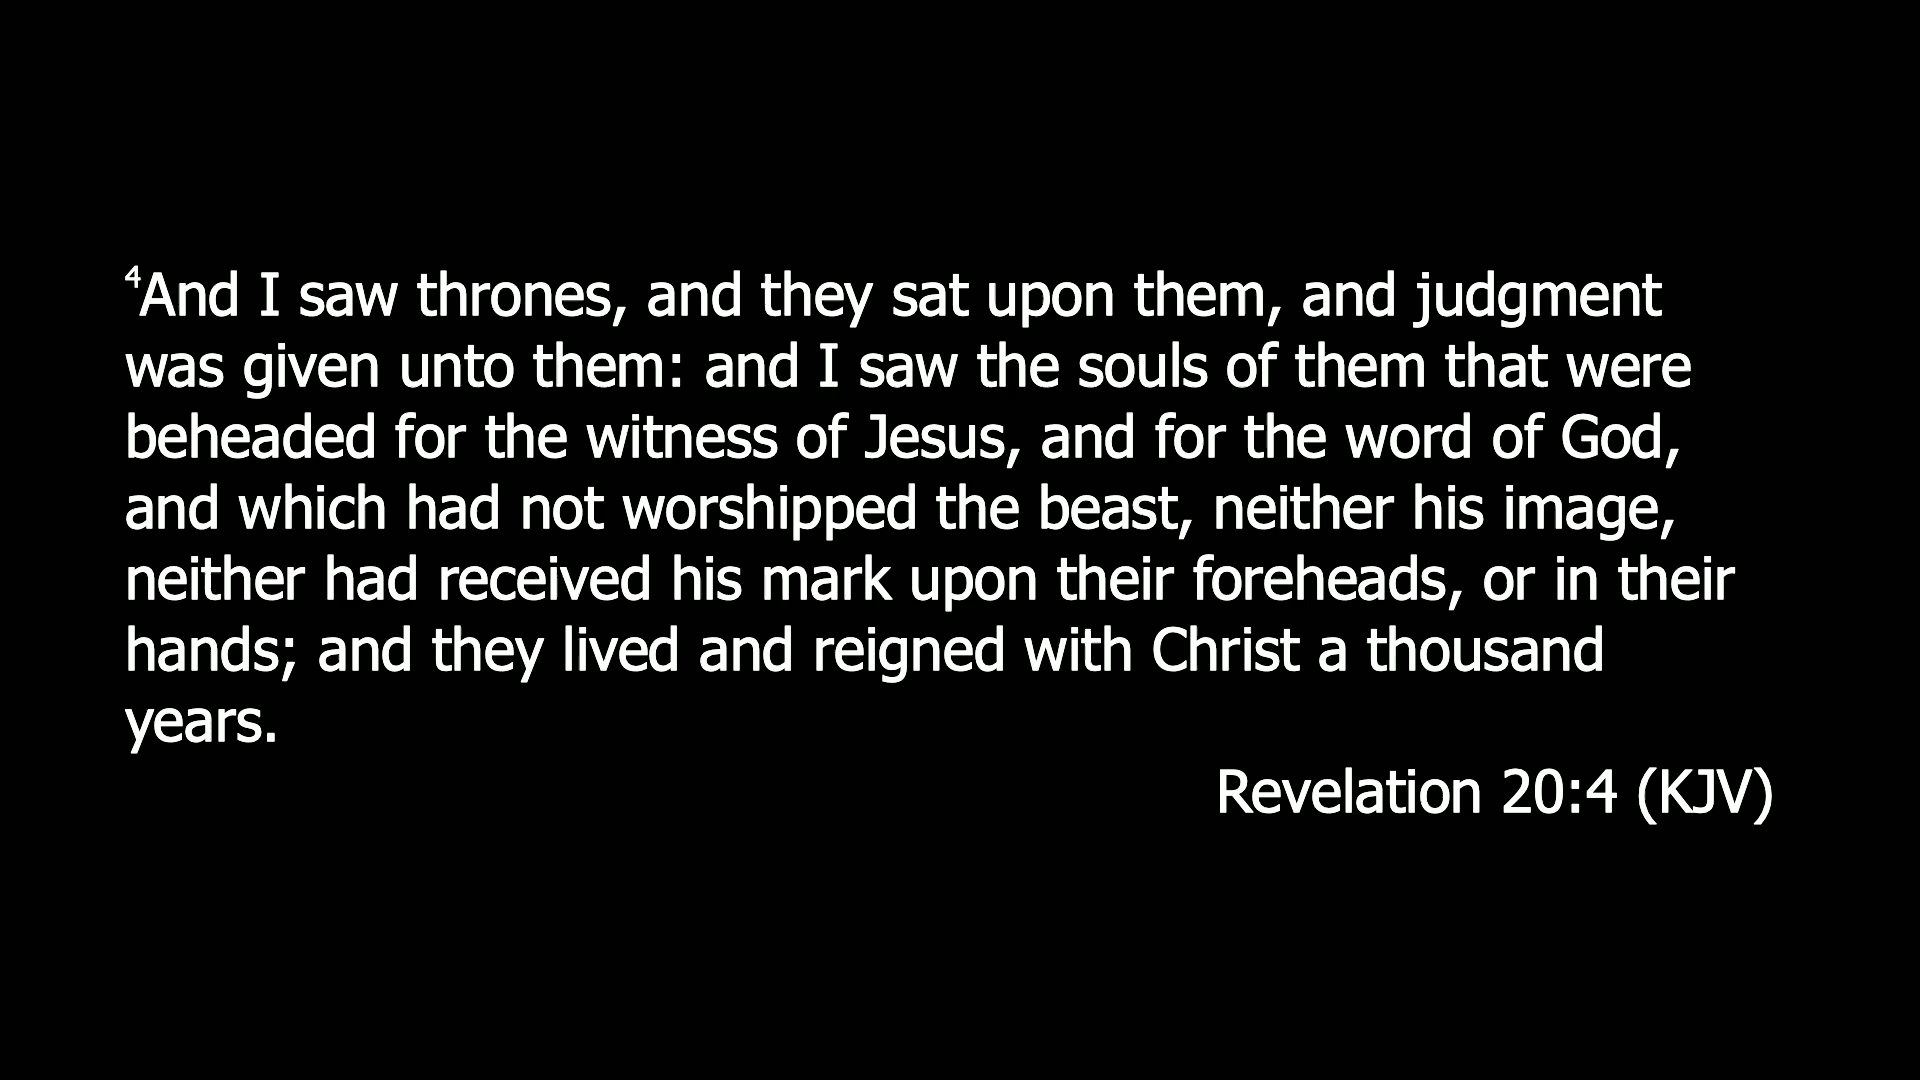 ⁴And I saw thrones, and they sat upon them, and judgment
was given unto them: and I saw the souls of them that were
beheaded for the witness of Jesus, and for the word of God,
and which had not worshipped the beast, neither his image,
neither had received his mark upon their foreheads, or in their
hands; and they lived and reigned with Christ a thousand
years.
Revelation 20:4 (KJV)